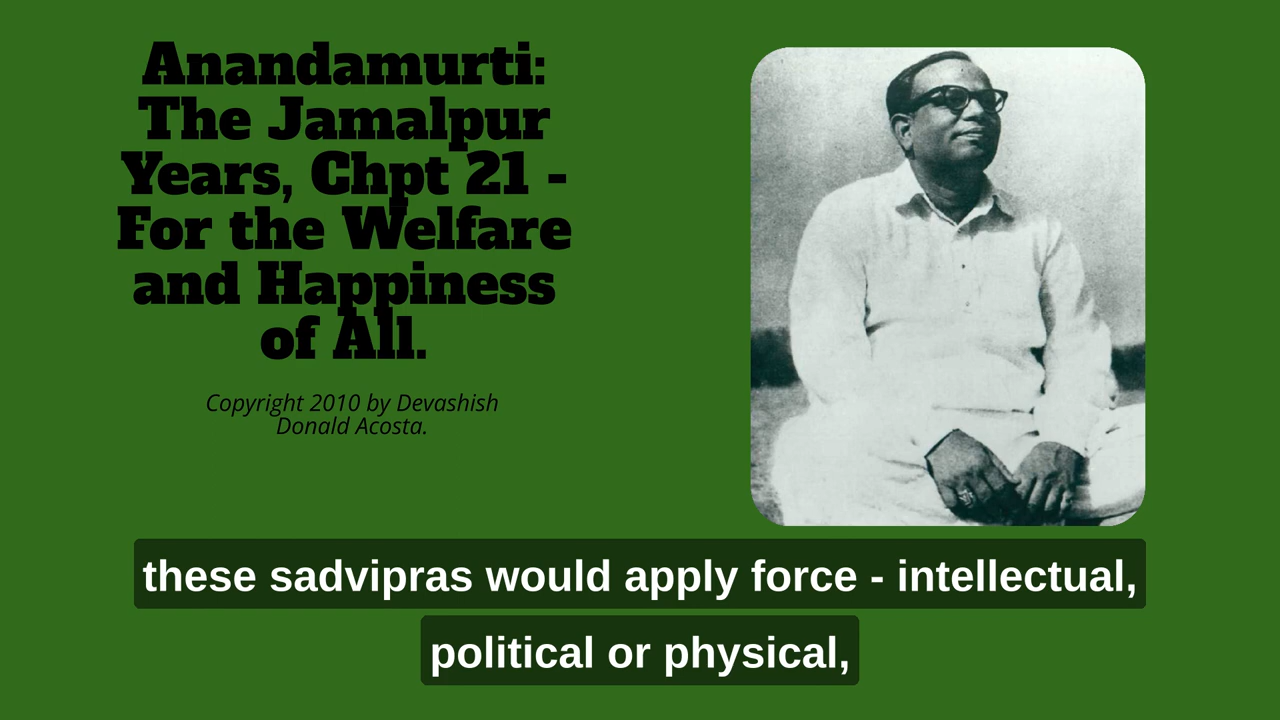 Anandamurti:
The Jamalpur
Years, Chpt 21 -
For the Welfare
and Happiness
of All.
Copyright 2010 by Devashish
Donald Acosta.
these sadvipras would apply force - intellectual,
political or physical,